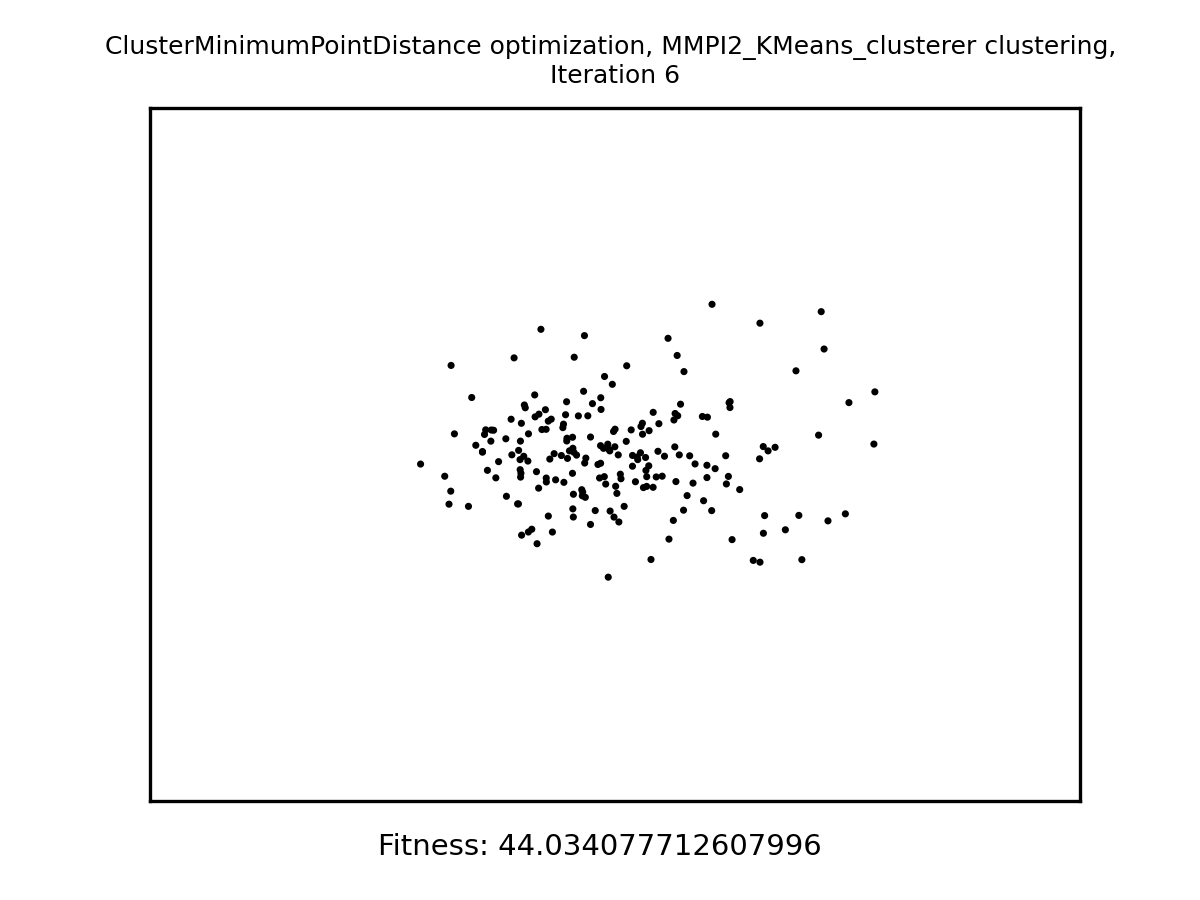 ClusterMinimumPointDistance optimization, MMPI2_KMeans_clusterer clustering,
Iteration 6
Fitness: 44.034077712607996